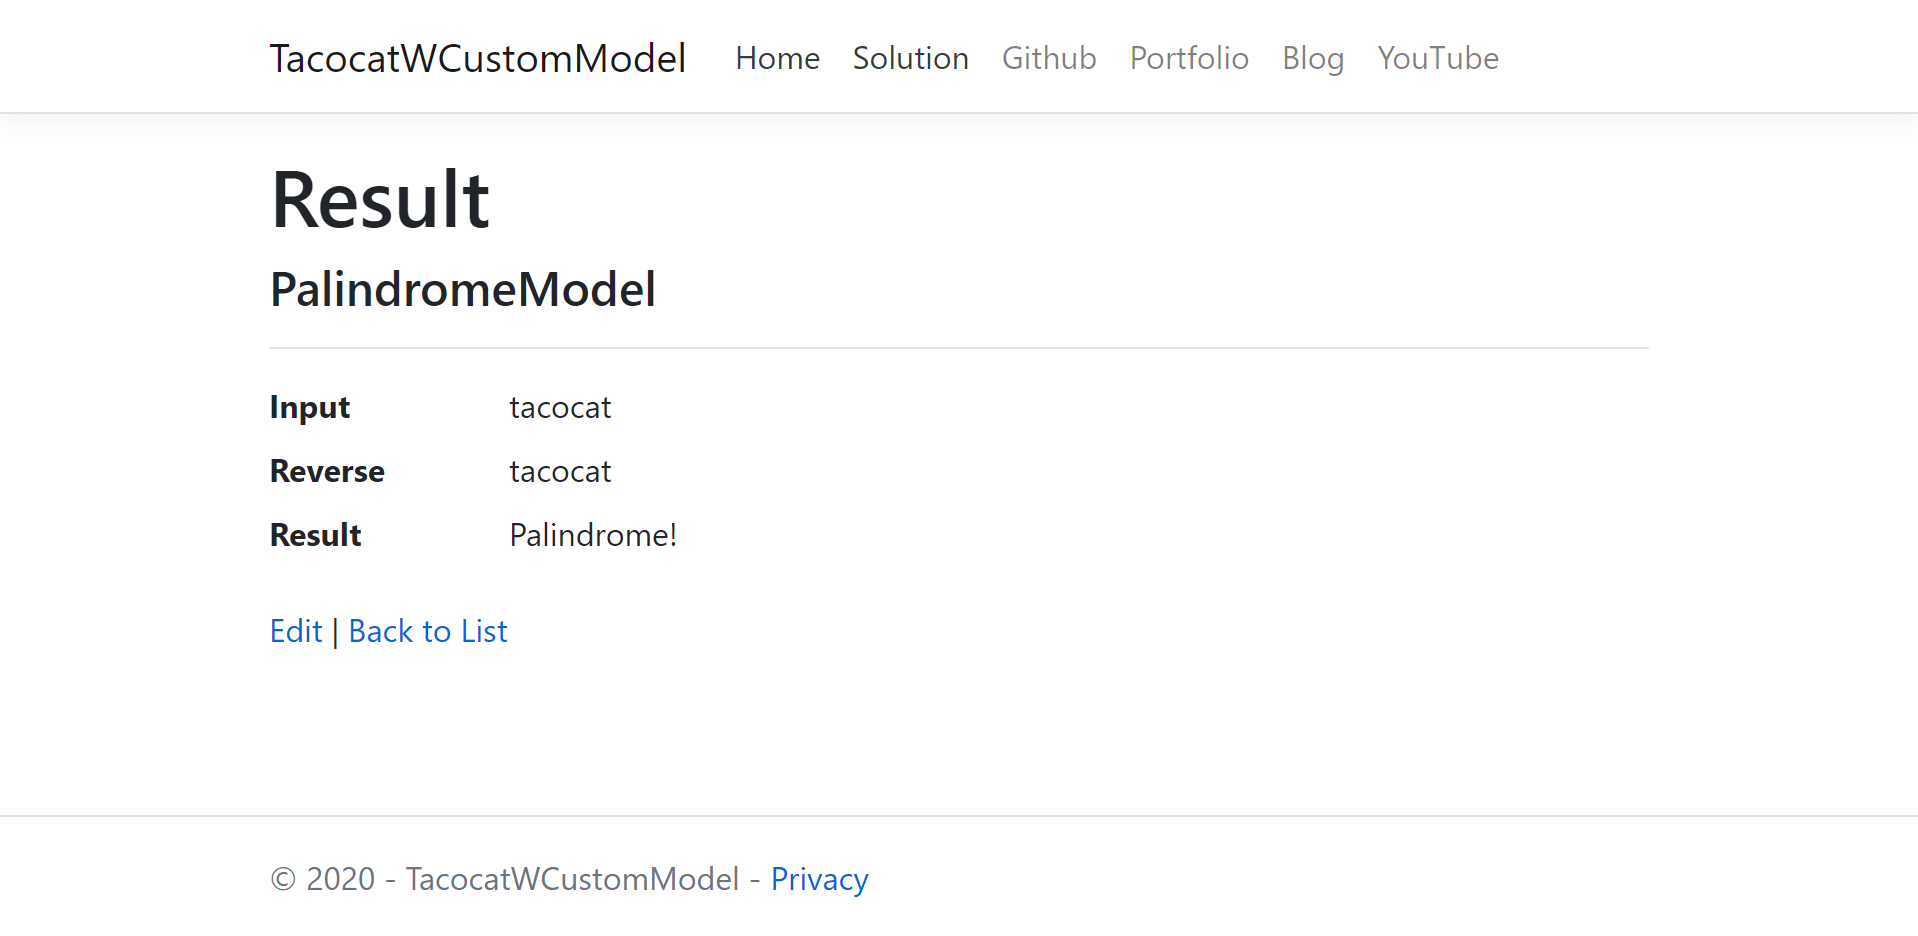 TacocatWCustomModel Home Solution Github Portfolio Blog YouTube
Result
PalindromeModel
Input tacocat
Reverse tacocat
Result Palindrome!
Edit | Back to List
© 2020 - TacocatWCustomModel - Privacy